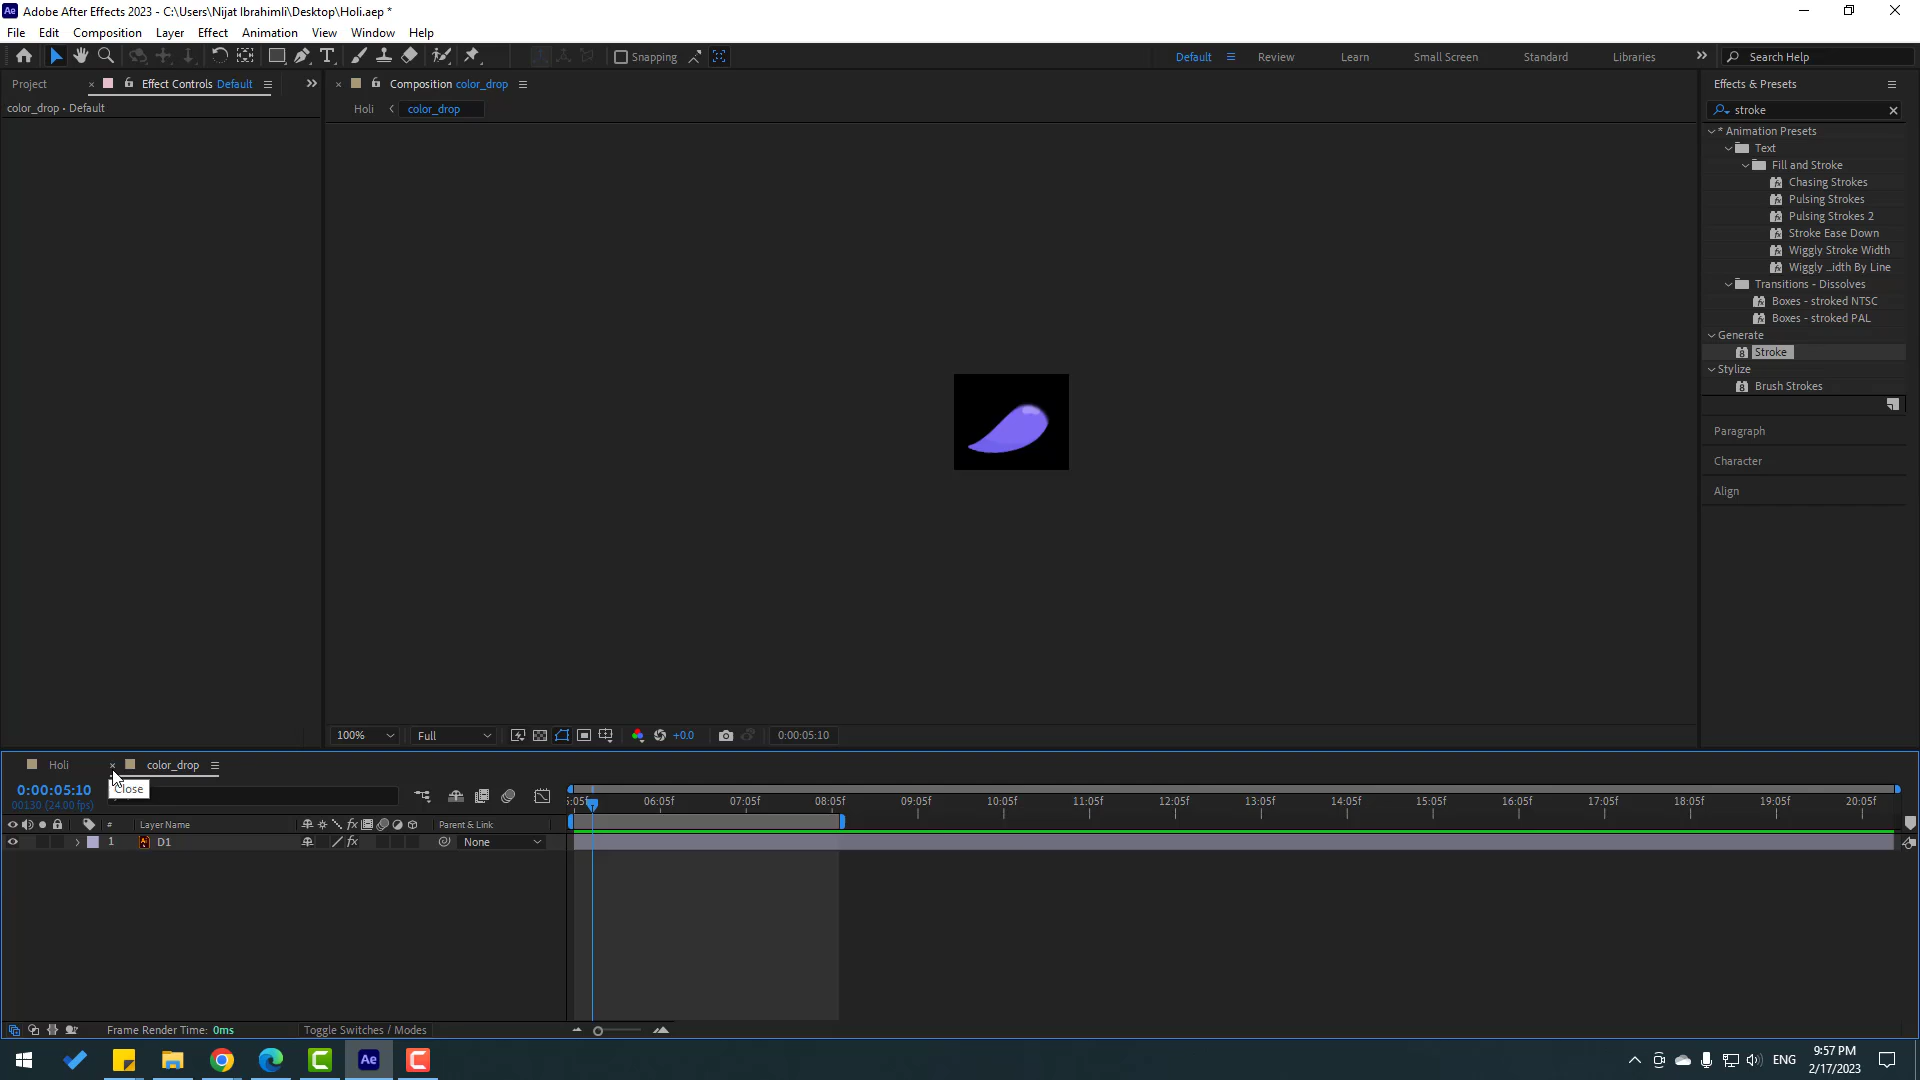 Adobe After Effects 2023 - C:\Users\Nijat Ibrahimli\Desktop\Holi.aep *
File Edit Composition Layer Effect Animation View Window Help
Snapping
Default Review Learn Small Screen Standard Libraries Search Help
Project Effect Controls Default
color_drop • Default
Composition color_drop
Holi color_drop
Effects & Presets
stroke
* Animation Presets
Text
Fill and Stroke
Chasing Strokes
Pulsing Strokes
Pulsing Strokes 2
Stroke Ease Down
Wiggly Stroke Width
Wiggly ...idth By Line
Transitions - Dissolves
Boxes - stroked NTSC
Boxes - stroked PAL
Generate
Stroke
Stylize
Brush Strokes
Paragraph
Character
Align
100% Full +0.0 0:00:05:10
Holi color_drop
Close
0:00:05:10
00130 (24.00 fps)
06:05f 07:05f 08:05f 09:05f 10:05f 11:05f 12:05f 13:05f 14:05f 15:05f 16:05f 17:05f 18:05f 19:05f 20:05f
# Layer Name Parent & Link
1 D1 None
Frame Render Time: 0ms Toggle Switches / Modes
Ae
ENG
9:57 PM
2/17/2023